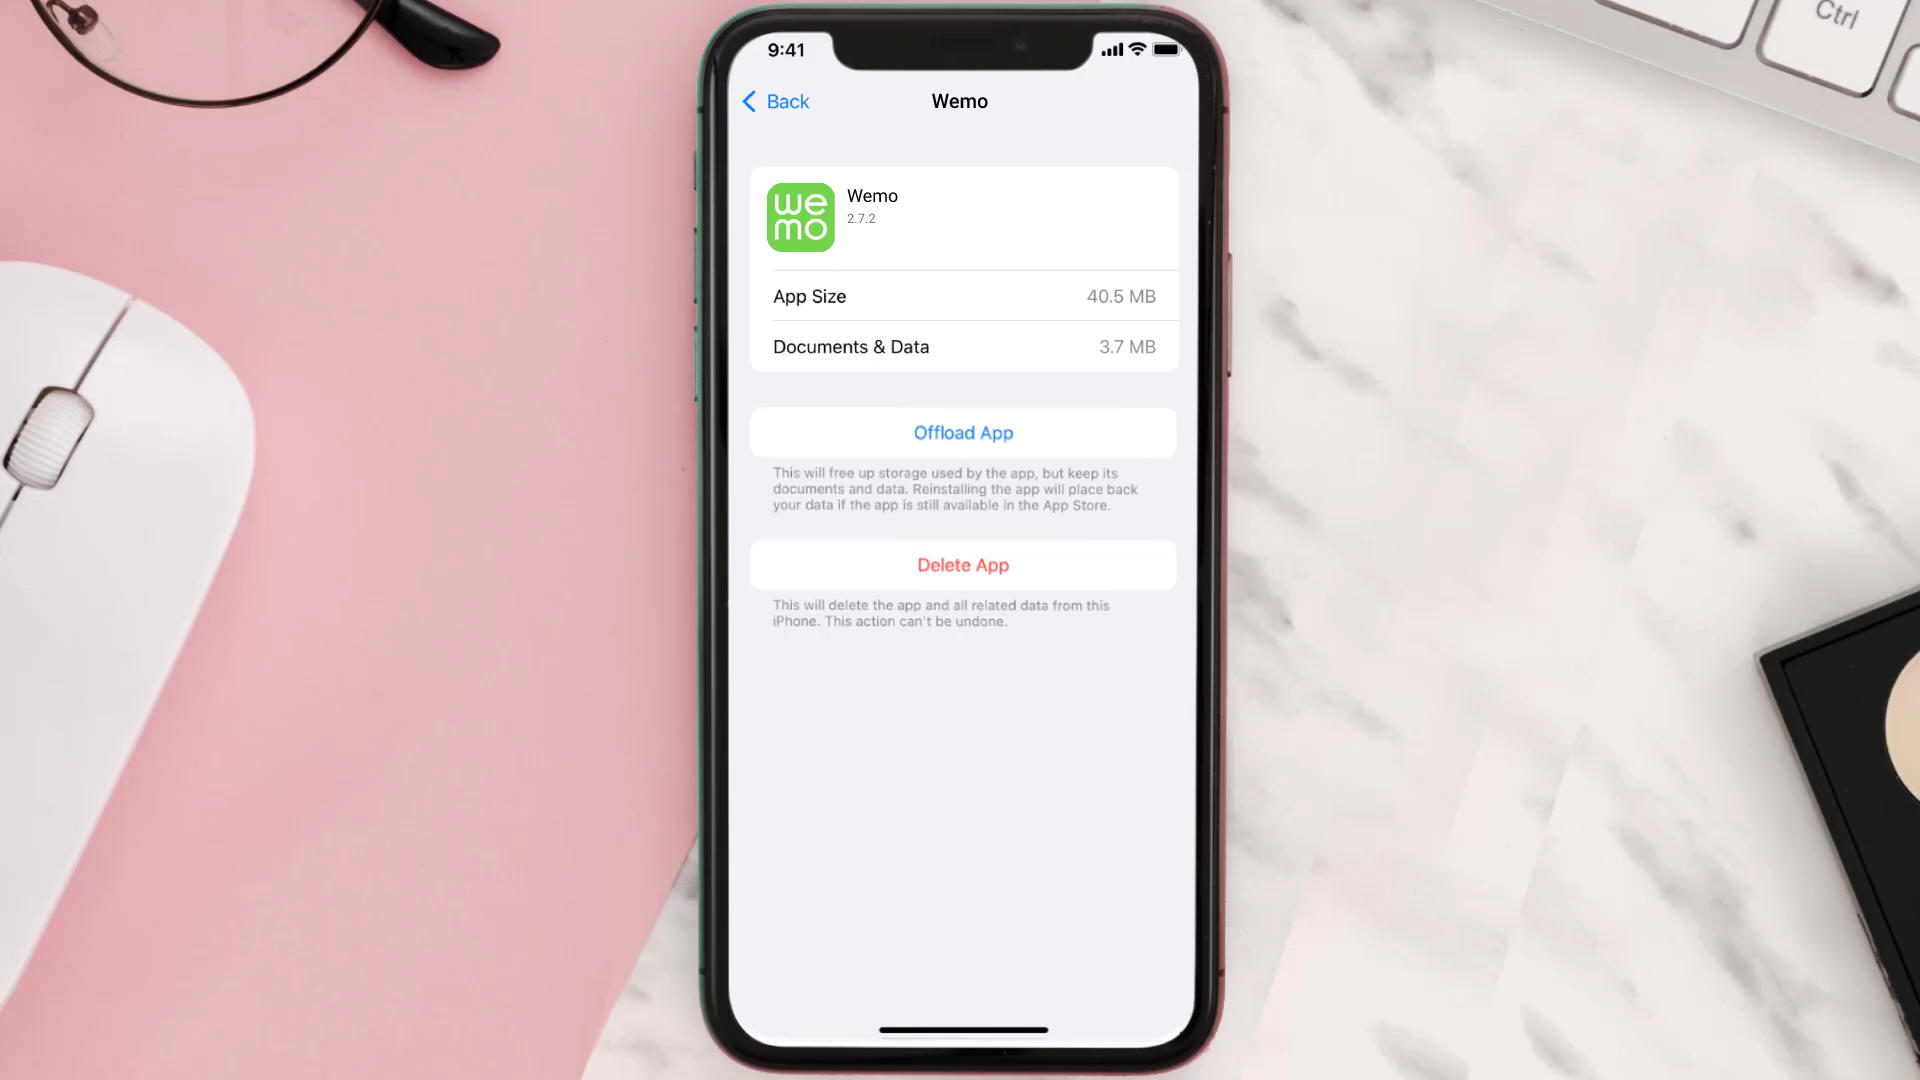 Ctrl
9:41
Back
Wemo
we
mo
Wemo
2.7.2
App Size
40.5 MB
Documents & Data
3.7 MB
Offload App
This will free up storage used by the app, but keep its
documents and data. Reinstalling the app will place back
your data if the app is still available in the App Store.
Delete App
This will delete the app and all related data from this
iPhone. This action can't be undone.